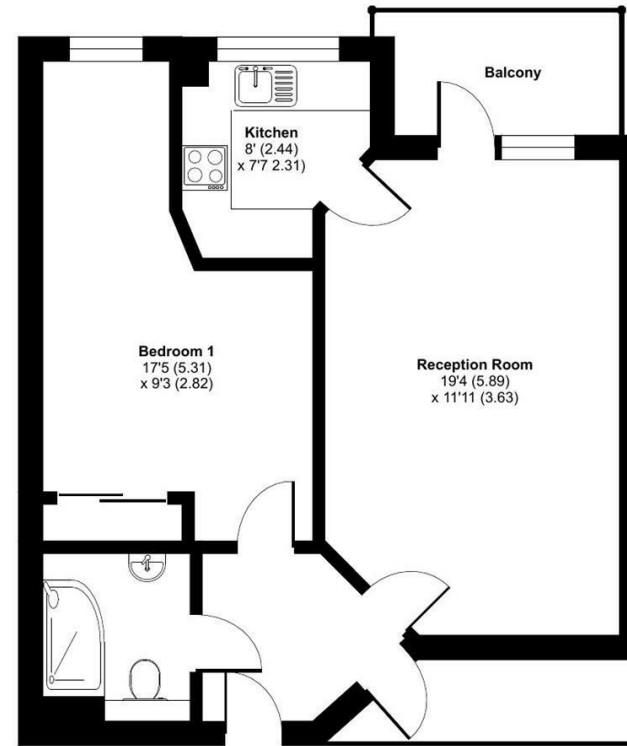 Balcony
Kitchen
8' (2.44)
x 7'7 2.31)
Bedroom 1
17'5 (5.31)
x 9'3 (2.82)
Reception Room
19'4 (5.89)
x 11'11 (3.63)